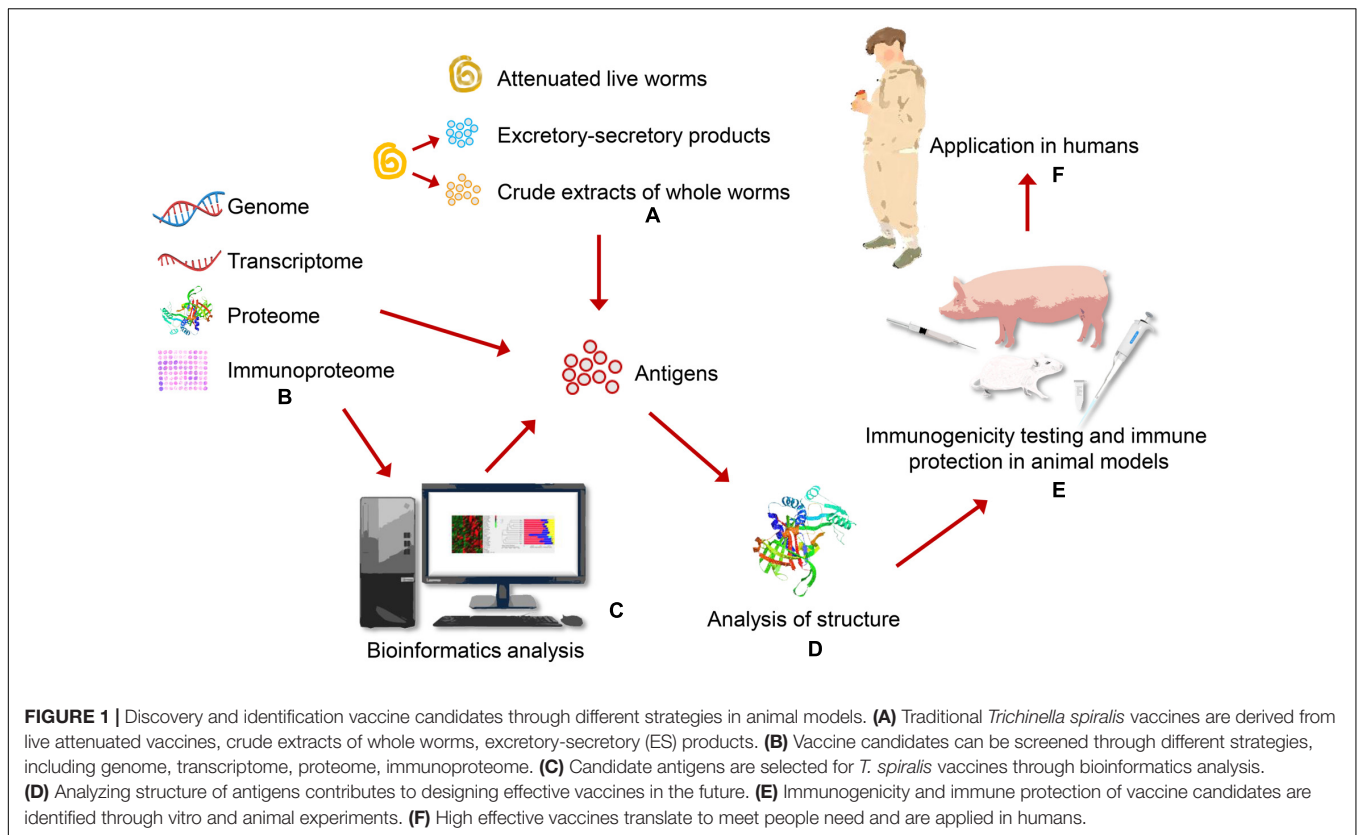 Attenuated live worms
Excretory-secretory products
Crude extracts of whole worms
A
Genome
Transcriptome
Proteome
Immunoproteome
B
Antigens
Bioinformatics analysis
C
Analysis of structure
D
Immunogenicity testing and immune
protection in animal models
E
Application in humans
F
FIGURE 1 | Discovery and identification vaccine candidates through different strategies in animal models. (A) Traditional Trichinella spiralis vaccines are derived from
live attenuated vaccines, crude extracts of whole worms, excretory-secretory (ES) products. (B) Vaccine candidates can be screened through different strategies,
including genome, transcriptome, proteome, immunoproteome. (C) Candidate antigens are selected for T. spiralis vaccines through bioinformatics analysis.
(D) Analyzing structure of antigens contributes to designing effective vaccines in the future. (E) Immunogenicity and immune protection of vaccine candidates are
identified through vitro and animal experiments. (F) High effective vaccines translate to meet people need and are applied in humans.